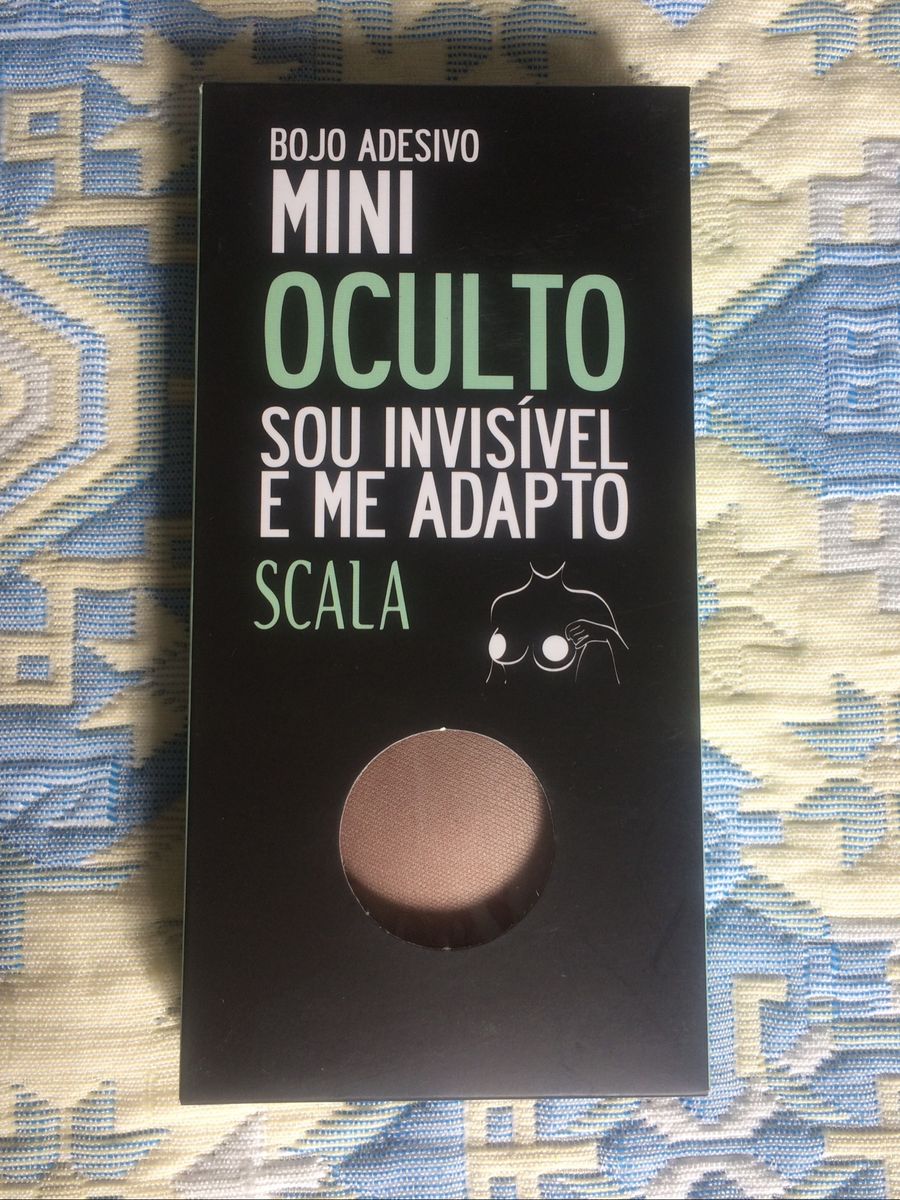 BOJO ADESIVO
MINI
OCULTO
SOU INVISÍVEL
E ME ADAPTO
SCALA